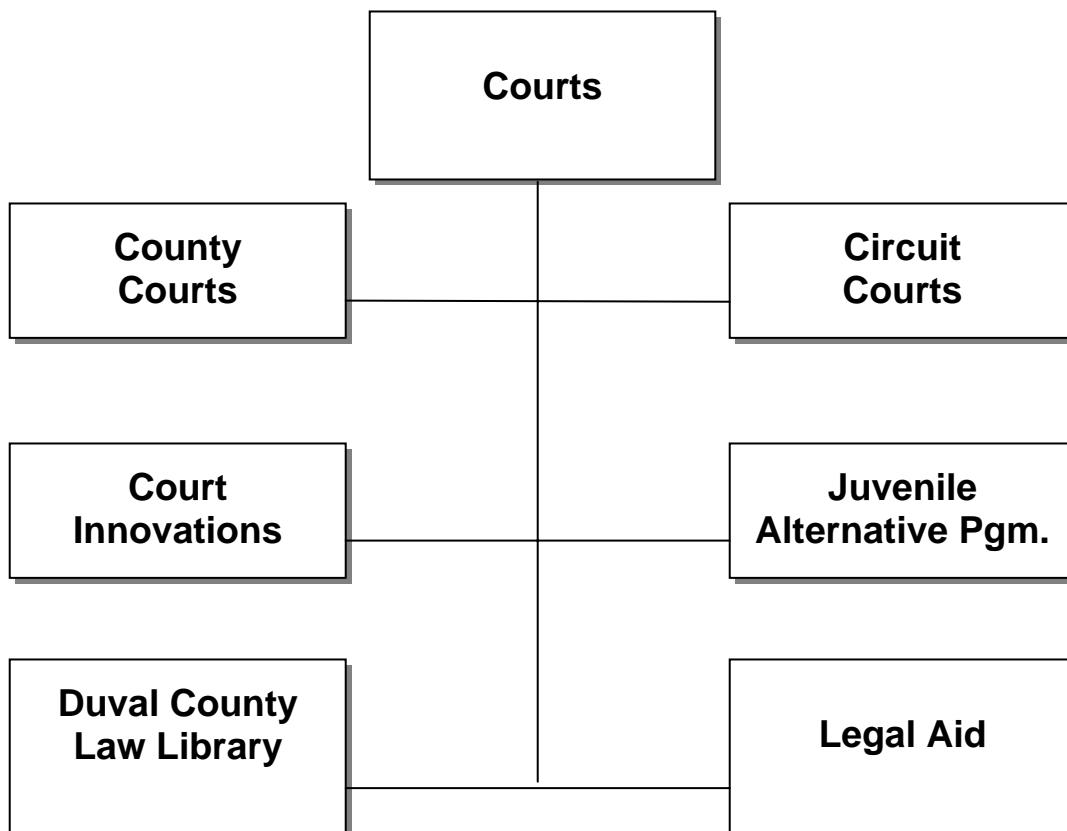 Courts
County
Courts
Circuit
Courts
Court
Innovations
Juvenile
Alternative Pgm.
Duval County
Law Library
Legal Aid